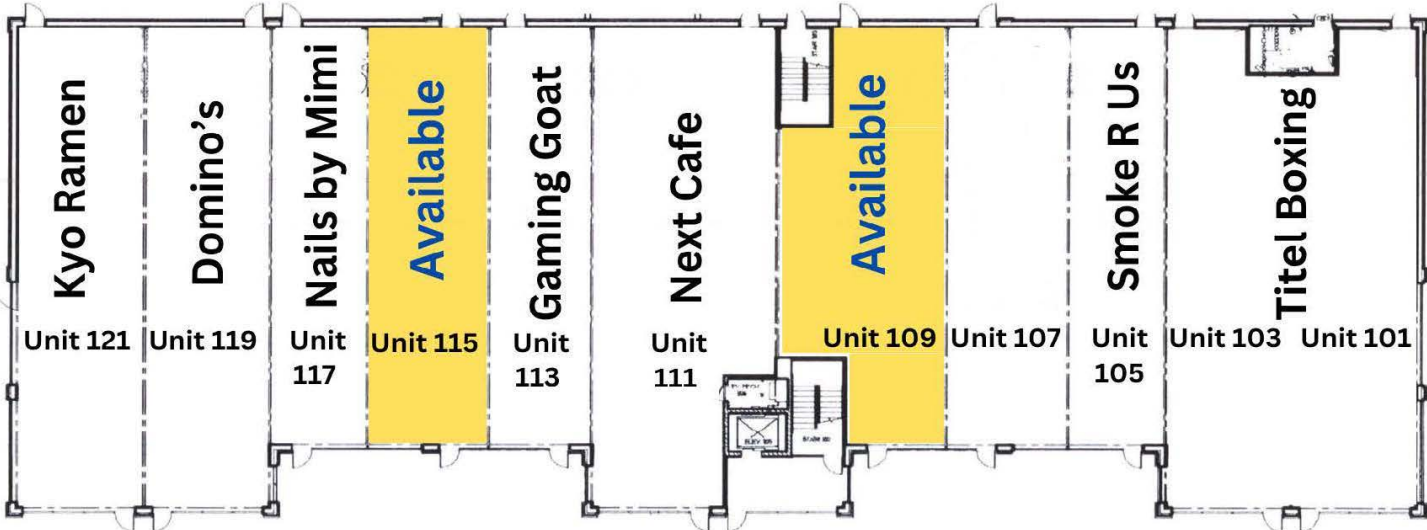 Kyo Ramen
Unit 121
Domino's
Unit 119
Nails by Mimi
Unit
117
Available
Unit 115
Gaming Goat
Unit
113
Next Cafe
Unit
111
Available
Unit 109
Unit 107
Smoke R Us
Unit
105
Titel Boxing
Unit 103
Unit 101